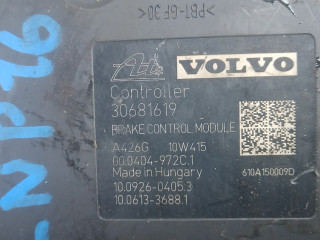 >PBT-GF30<
Ate VOLVO
Controller
30681619
BRAKE CONTROL MODULE
A426G 10W415
00.0404-972C.1
Made in Hungary
610A150009D
10.0926-0405.3
10.0613-3688.1